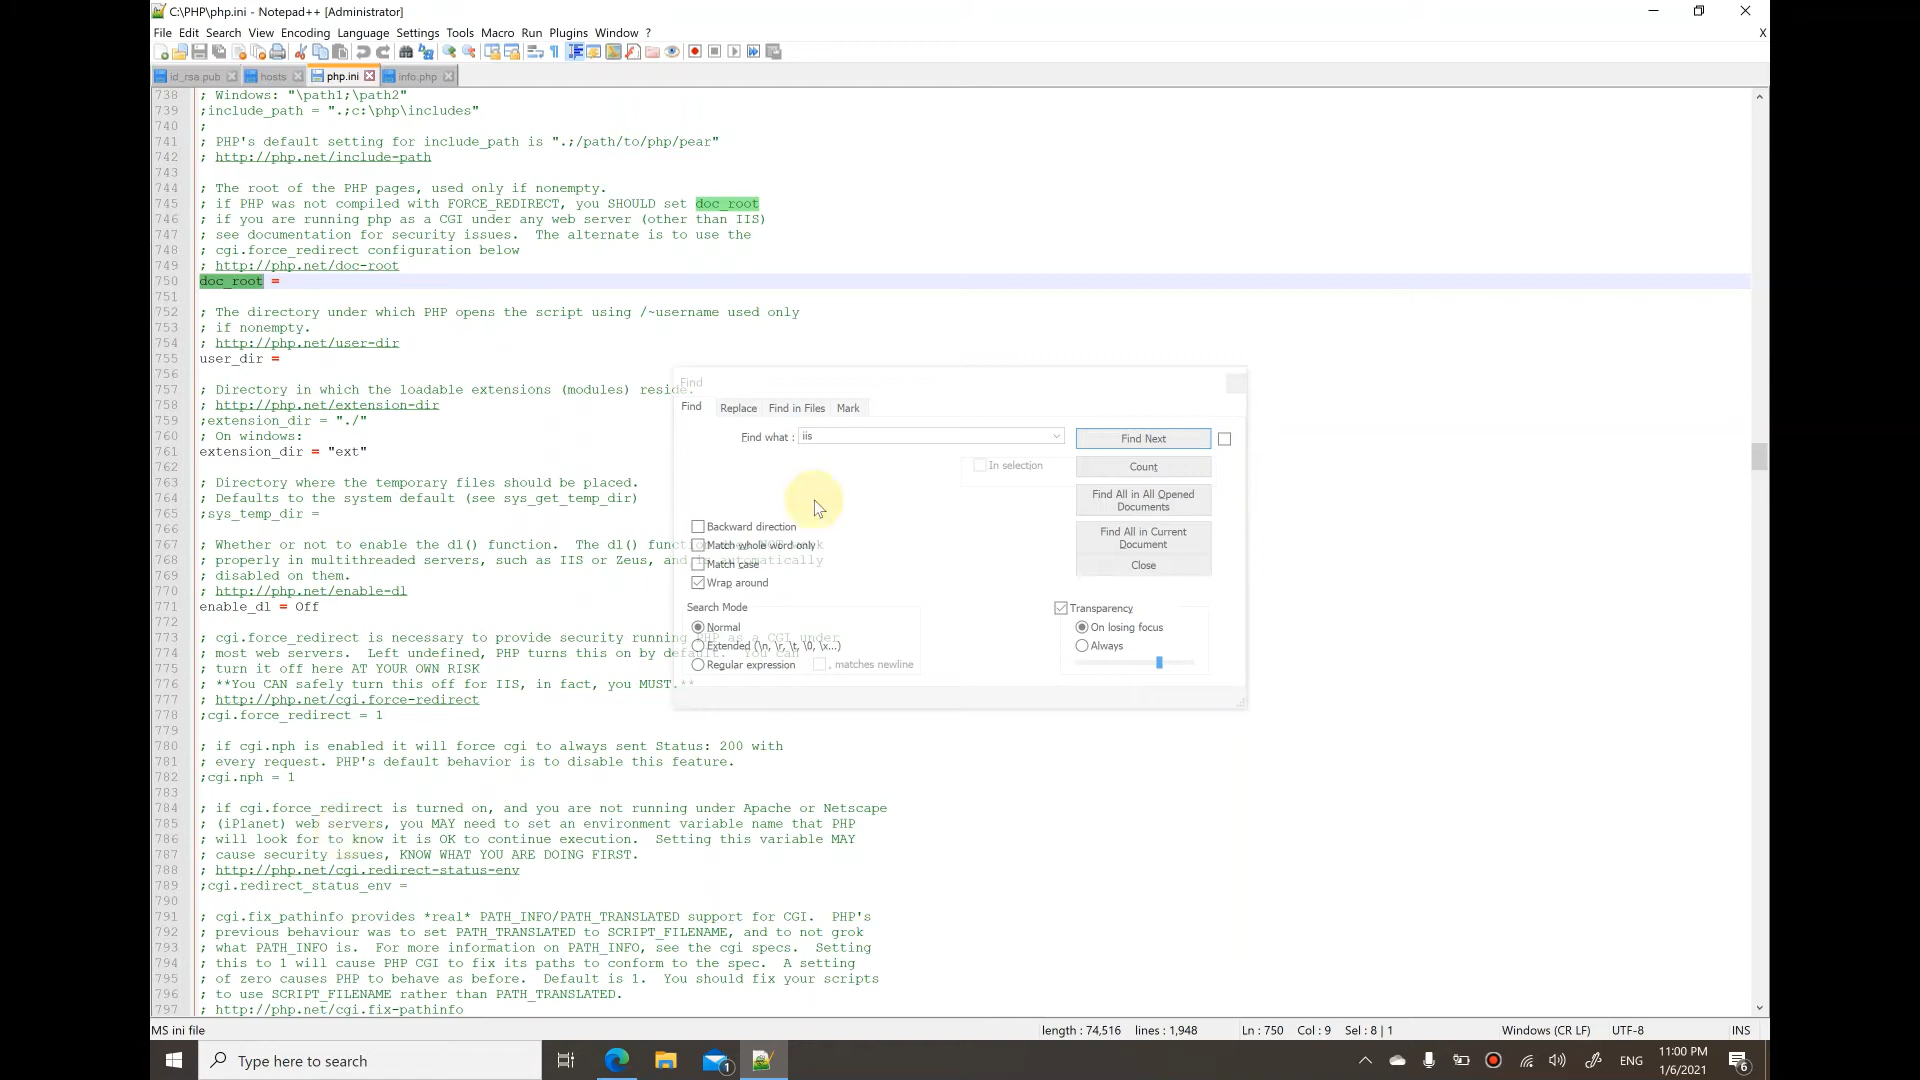 C:\PHP\php.ini - Notepad++ [Administrator]
File Edit Search View Encoding Language Settings Tools Macro Run Plugins Window ? X
id_rsa.pub hosts php.ini info.php
738 ; Windows: "\path1;\path2"
739 ;include_path = ".;c:\php\includes"
740 ;
741 ; PHP's default setting for include_path is ".;/path/to/php/pear"
742 ; http://php.net/include-path
743
744 ; The root of the PHP pages, used only if nonempty.
745 ; if PHP was not compiled with FORCE_REDIRECT, you SHOULD set doc_root
746 ; if you are running php as a CGI under any web server (other than IIS)
747 ; see documentation for security issues.  The alternate is to use the
748 ; cgi.force_redirect configuration below
749 ; http://php.net/doc-root
750 doc_root =
751
752 ; The directory under which PHP opens the script using /~username used only
753 ; if nonempty.
754 ; http://php.net/user-dir
755 user_dir =
756
757 ; Directory in which the loadable extensions (modules) reside.
758 ; http://php.net/extension-dir
759 ;extension_dir = "./"
760 ; On windows:
761 extension_dir = "ext"
762
763 ; Directory where the temporary files should be placed.
764 ; Defaults to the system default (see sys_get_temp_dir)
765 ;sys_temp_dir =
766
767 ; Whether or not to enable the dl() function.  The dl() function
768 ; properly in multithreaded servers, such as IIS or Zeus, and is automatically
769 ; disabled on them.
770 ; http://php.net/enable-dl
771 enable_dl = Off
772
773 ; cgi.force_redirect is necessary to provide security running PHP as a CGI under
774 ; most web servers.  Left undefined, PHP turns this on by default.  You can
775 ; turn it off here AT YOUR OWN RISK
776 ; **You CAN safely turn this off for IIS, in fact, you MUST.**
777 ; http://php.net/cgi.force-redirect
778 ;cgi.force_redirect = 1
779
780 ; if cgi.nph is enabled it will force cgi to always sent Status: 200 with
781 ; every request. PHP's default behavior is to disable this feature.
782 ;cgi.nph = 1
783
784 ; if cgi.force_redirect is turned on, and you are not running under Apache or Netscape
785 ; (iPlanet) web servers, you MAY need to set an environment variable name that PHP
786 ; will look for to know it is OK to continue execution.  Setting this variable MAY
787 ; cause security issues, KNOW WHAT YOU ARE DOING FIRST.
788 ; http://php.net/cgi.redirect-status-env
789 ;cgi.redirect_status_env =
790
791 ; cgi.fix_pathinfo provides *real* PATH_INFO/PATH_TRANSLATED support for CGI.  PHP's
792 ; previous behaviour was to set PATH_TRANSLATED to SCRIPT_FILENAME, and to not grok
793 ; what PATH_INFO is.  For more information on PATH_INFO, see the cgi specs.  Setting
794 ; this to 1 will cause PHP CGI to fix its paths to conform to the spec.  A setting
795 ; of zero causes PHP to behave as before.  Default is 1.  You should fix your scripts
796 ; to use SCRIPT_FILENAME rather than PATH_TRANSLATED.
797 ; http://php.net/cgi.fix-pathinfo
Find
Find Replace Find in Files Mark
Find what : iis
Find Next
In selection
Count
Find All in All Opened
Documents
Find All in Current
Document
Close
Backward direction
Match whole word only
Match case
Wrap around
Search Mode
Normal
Extended (\n, \r, \t, \0, \x...)
Regular expression . matches newline
Transparency
On losing focus
Always
MS ini file length : 74,516 lines : 1,948 Ln : 750 Col : 9 Sel : 8 | 1 Windows (CR LF) UTF-8 INS
Type here to search
1
ENG
11:00 PM
1/6/2021
6